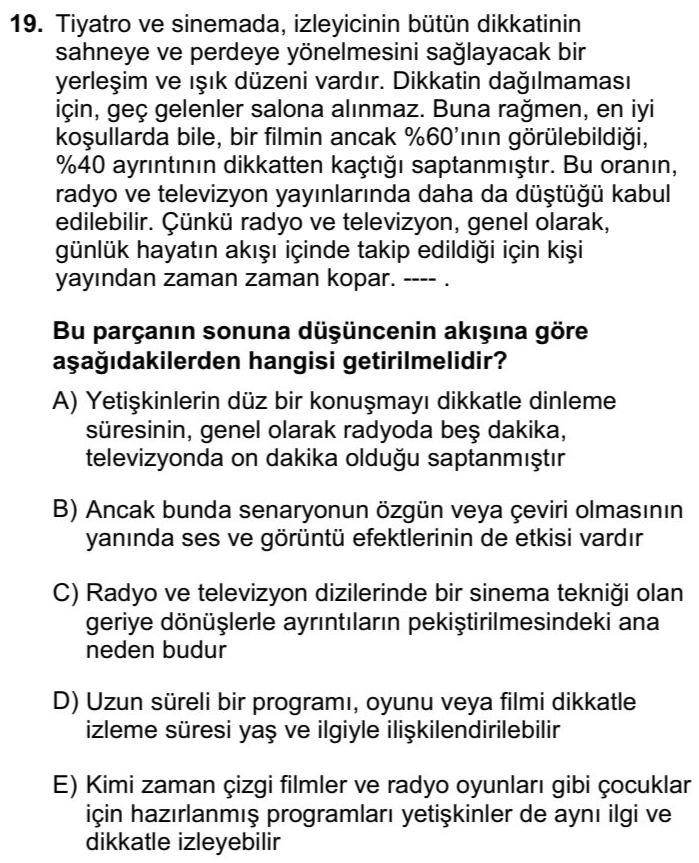 19. Tiyatro ve sinemada, izleyicinin bütün dikkatinin
sahneye ve perdeye yönelmesini sağlayacak bir
yerleşim ve ışık düzeni vardır. Dikkatin dağılmaması
için, geç gelenler salona alınmaz. Buna rağmen, en iyi
koşullarda bile, bir filmin ancak %60'ının görülebildiği,
%40 ayrıntının dikkatten kaçtığı saptanmıştır. Bu oranın,
radyo ve televizyon yayınlarında daha da düştüğü kabul
edilebilir. Çünkü radyo ve televizyon, genel olarak,
günlük hayatın akışı içinde takip edildiği için kişi
yayından zaman zaman kopar. ---- .
Bu parçanın sonuna düşüncenin akışına göre
aşağıdakilerden hangisi getirilmelidir?
A) Yetişkinlerin düz bir konuşmayı dikkatle dinleme
süresinin, genel olarak radyoda beş dakika,
televizyonda on dakika olduğu saptanmıştır
B) Ancak bunda senaryonun özgün veya çeviri olmasının
yanında ses ve görüntü efektlerinin de etkisi vardır
C) Radyo ve televizyon dizilerinde bir sinema tekniği olan
geriye dönüşlerle ayrıntıların pekiştirilmesindeki ana
neden budur
D) Uzun süreli bir programı, oyunu veya filmi dikkatle
izleme süresi yaş ve ilgiyle ilişkilendirilebilir
E) Kimi zaman çizgi filmler ve radyo oyunları gibi çocuklar
için hazırlanmış programları yetişkinler de aynı ilgi ve
dikkatle izleyebilir